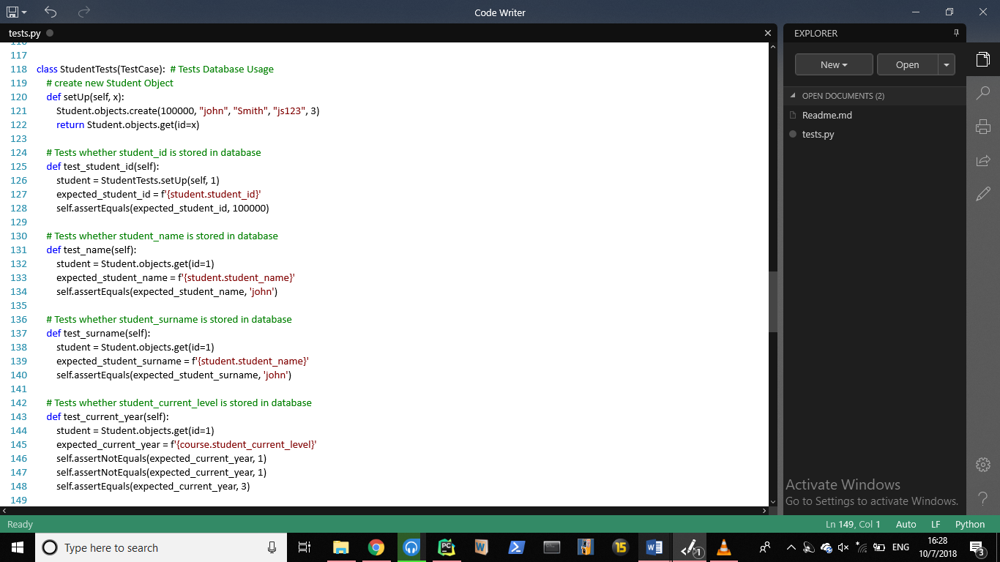 Code Writer
tests.py
EXPLORER
117
118 class StudentTests(TestCase):  # Tests Database Usage
119 # create new Student Object
120 def setUp(self, x):
121 Student.objects.create(100000, "john", "Smith", "js123", 3)
122 return Student.objects.get(id=x)
123
124 # Tests whether student_id is stored in database
125 def test_student_id(self):
126 student = StudentTests.setUp(self, 1)
127 expected_student_id = f'{student.student_id}'
128 self.assertEquals(expected_student_id, 100000)
129
130 # Tests whether student_name is stored in database
131 def test_name(self):
132 student = Student.objects.get(id=1)
133 expected_student_name = f'{student.student_name}'
134 self.assertEquals(expected_student_name, 'john')
135
136 # Tests whether student_surname is stored in database
137 def test_surname(self):
138 student = Student.objects.get(id=1)
139 expected_student_surname = f'{student.student_name}'
140 self.assertEquals(expected_student_surname, 'john')
141
142 # Tests whether student_current_level is stored in database
143 def test_current_year(self):
144 student = Student.objects.get(id=1)
145 expected_current_year = f'{course.student_current_level}'
146 self.assertNotEquals(expected_current_year, 1)
147 self.assertNotEquals(expected_current_year, 1)
148 self.assertEquals(expected_current_year, 3)
149
New
Open
OPEN DOCUMENTS (2)
Readme.md
tests.py
Activate Windows
Go to Settings to activate Windows.
Ready
Ln 149, Col 1
Auto
LF
Python
Type here to search
PC
W
15
W
1
ENG
16:28
10/7/2018
3